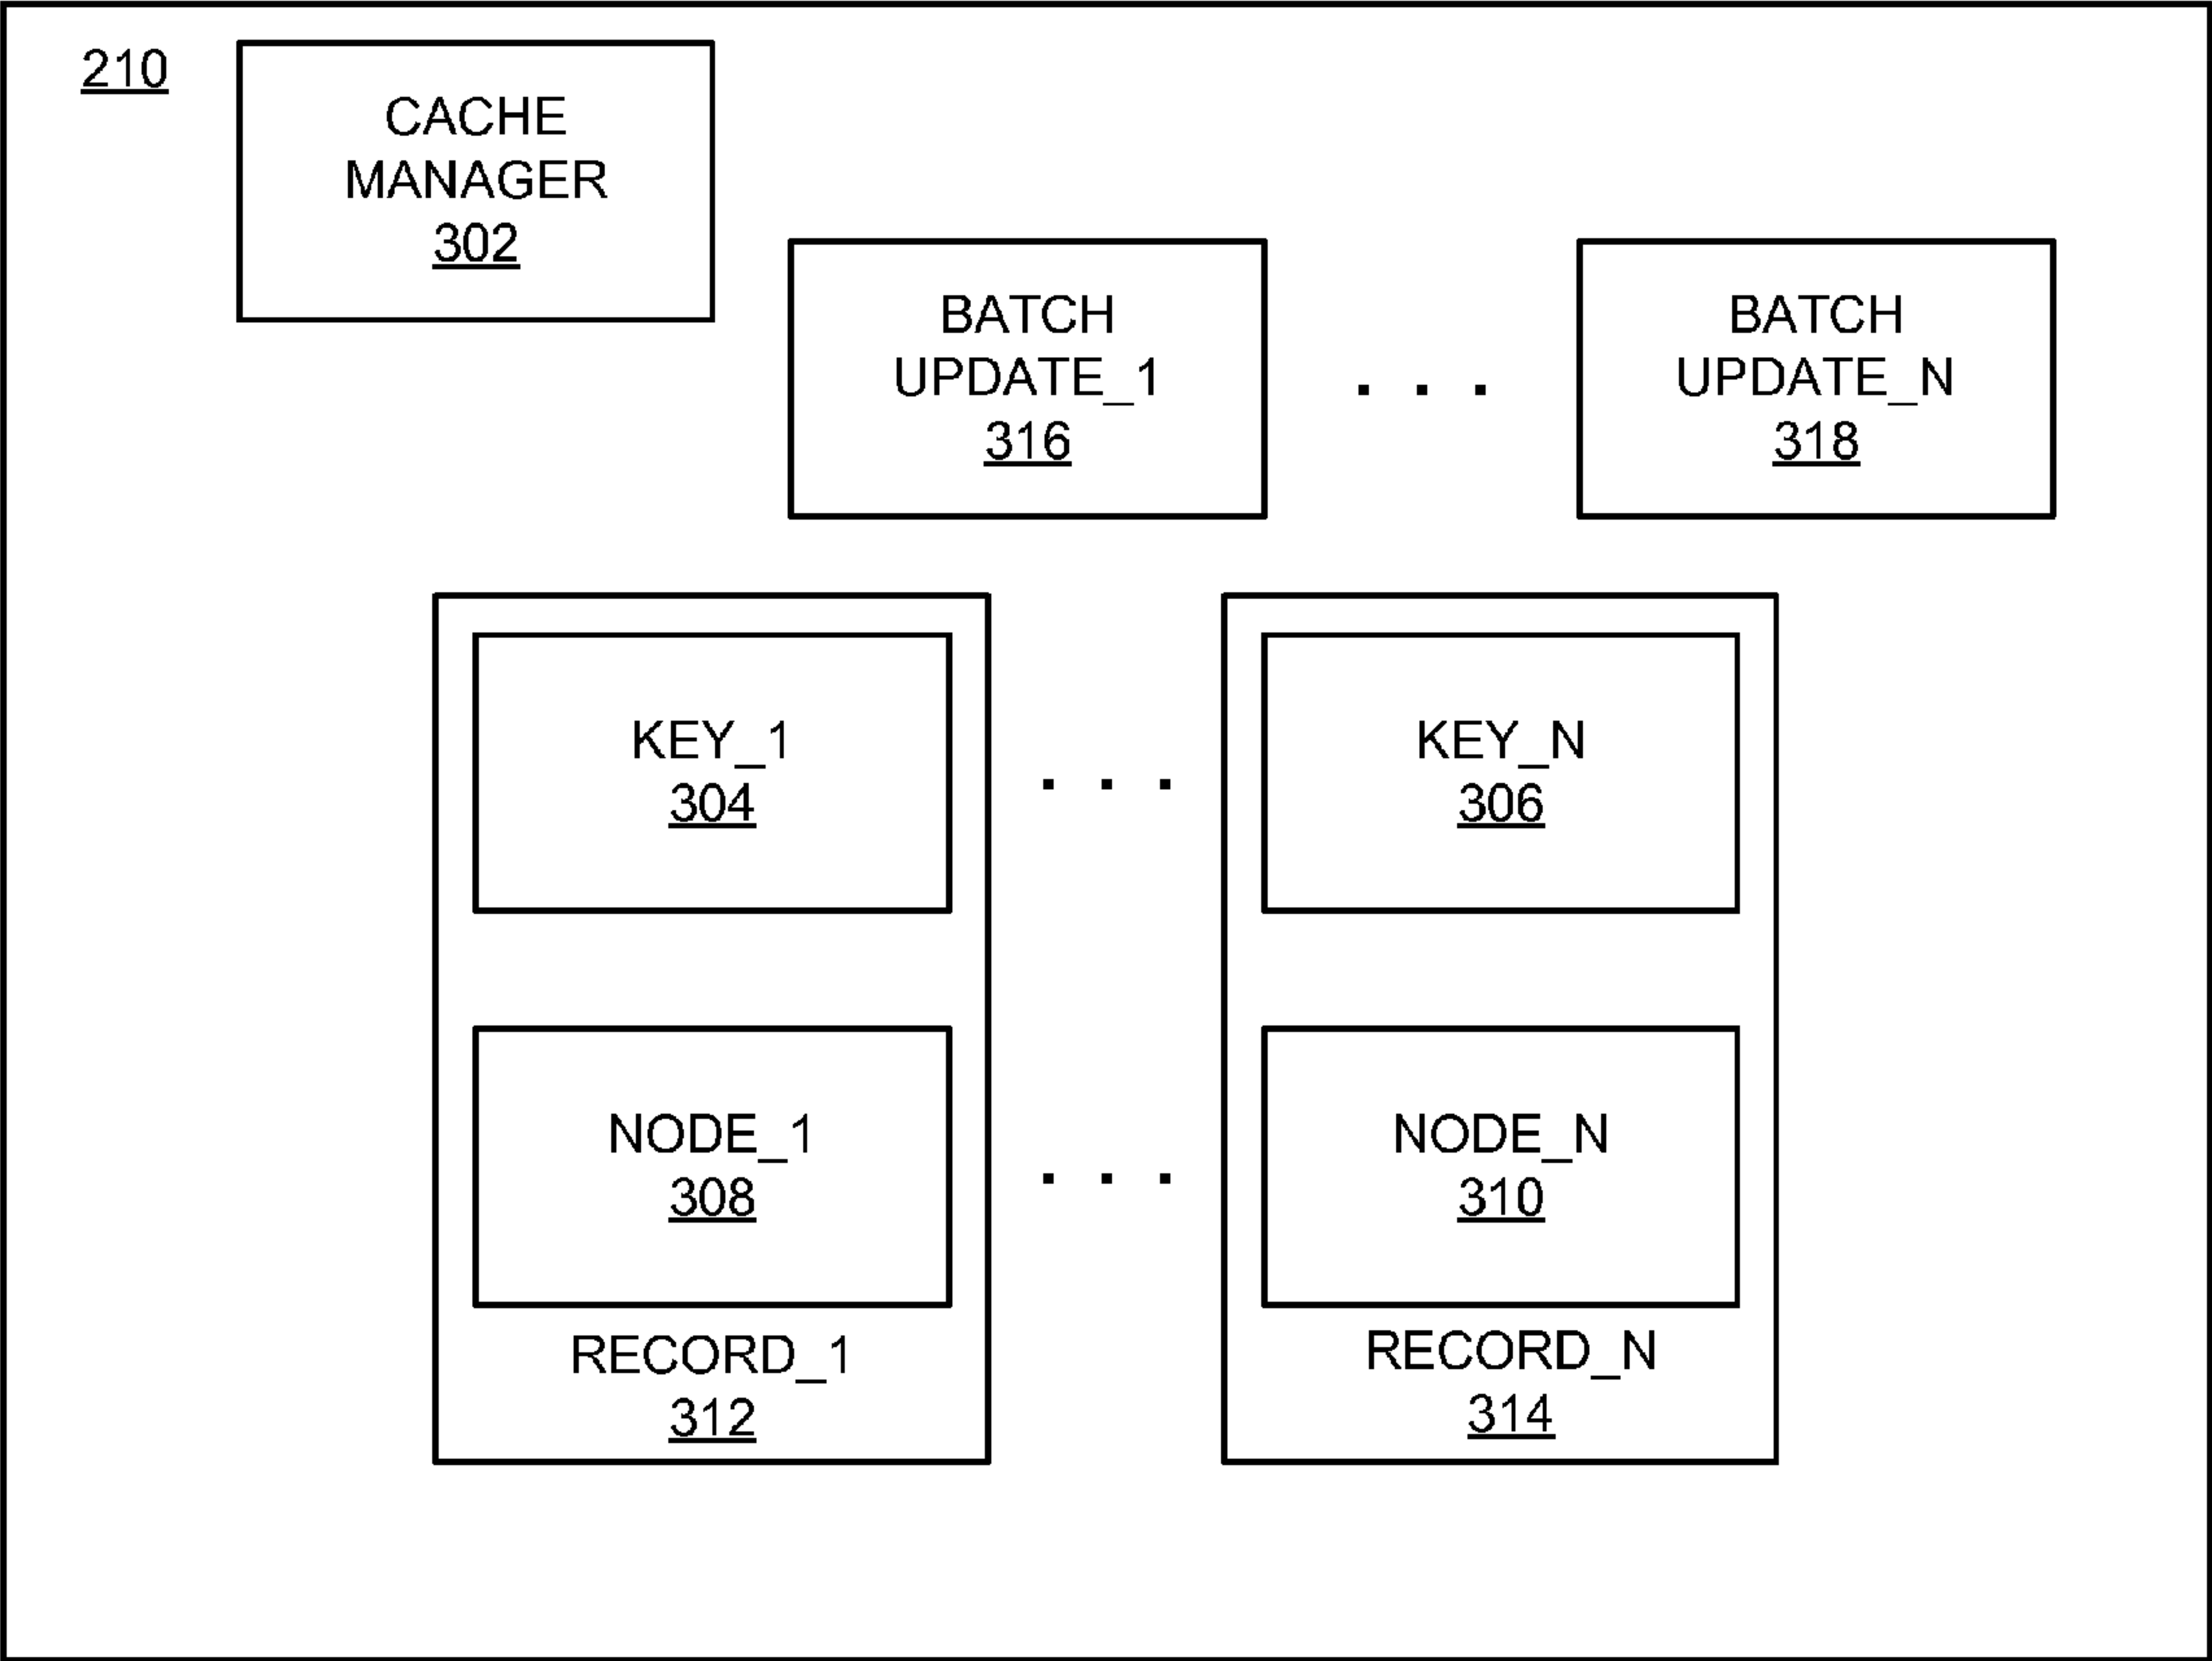 210
CACHE
MANAGER
302
BATCH
UPDATE_1
316
. . .
BATCH
UPDATE_N
318
KEY_1
304
. . .
KEY_N
306
NODE_1
308
. . .
NODE_N
310
RECORD_1
312
RECORD_N
314